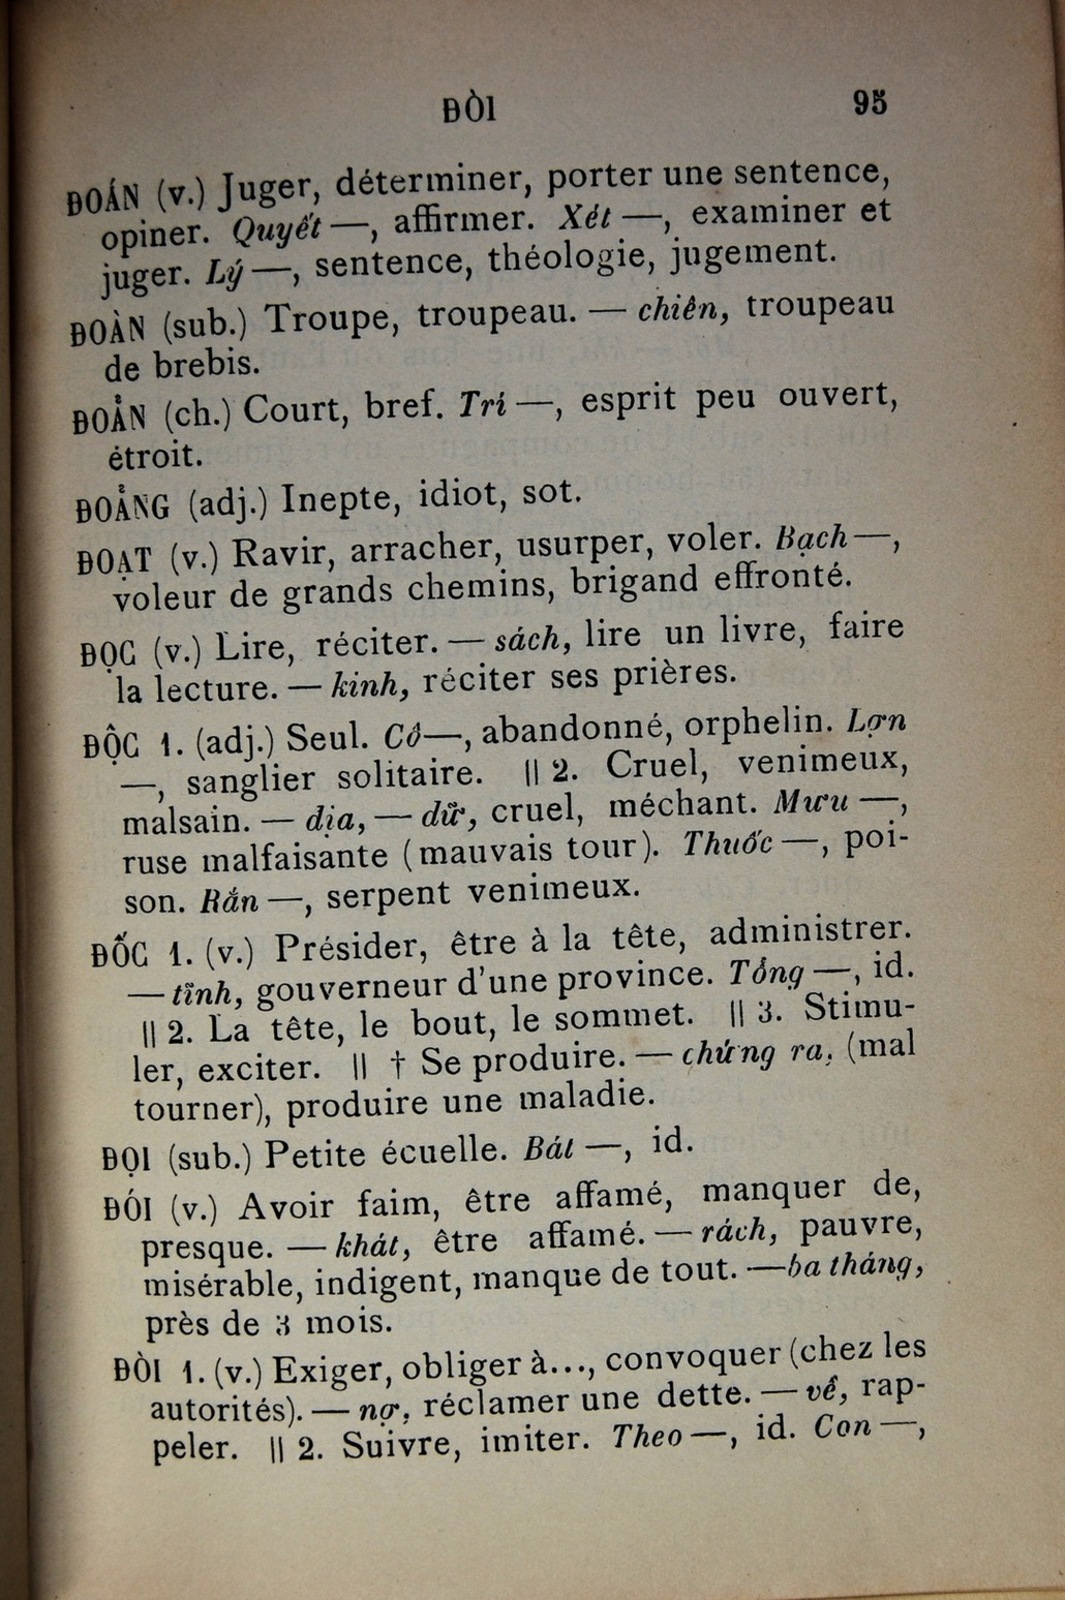 ĐÒI 95
ĐOÁN (v.) Juger, déterminer, porter une sentence,
opiner. Quyết —, affirmer. Xét —, examiner et
juger. Lý —, sentence, théologie, jugement.
ĐOÀN (sub.) Troupe, troupeau. — chiên, troupeau
de brebis.
ĐOẢN (ch.) Court, bref. Trí —, esprit peu ouvert,
étroit.
ĐOẢNG (adj.) Inepte, idiot, sot.
ĐOẠT (v.) Ravir, arracher, usurper, voler. Bạch —,
voleur de grands chemins, brigand effronté.
ĐỌC (v.) Lire, réciter. — sách, lire un livre, faire
la lecture. — kinh, réciter ses prières.
ĐỘC 1. (adj.) Seul. Cô —, abandonné, orphelin. Lợn
—, sanglier solitaire. || 2. Cruel, venimeux,
malsain. — địa, — dữ, cruel, méchant. Mưu —,
ruse malfaisante (mauvais tour). Thuốc —, poi-
son. Rắn —, serpent venimeux.
ĐỐC 1. (v.) Présider, être à la tête, administrer.
— tĩnh, gouverneur d'une province. Tổng —, id.
|| 2. La tête, le bout, le sommet. || 3. Stimu-
ler, exciter. || † Se produire. — chứng ra, (mal
tourner), produire une maladie.
ĐỌI (sub.) Petite écuelle. Bát —, id.
ĐÓI (v.) Avoir faim, être affamé, manquer de,
presque. — khát, être affamé. — rách, pauvre,
misérable, indigent, manque de tout. — ba tháng,
près de 3 mois.
ĐÒI 1. (v.) Exiger, obliger à..., convoquer (chez les
autorités). — nợ, réclamer une dette. — về, rap-
peler. || 2. Suivre, imiter. Theo —, id. Con —,